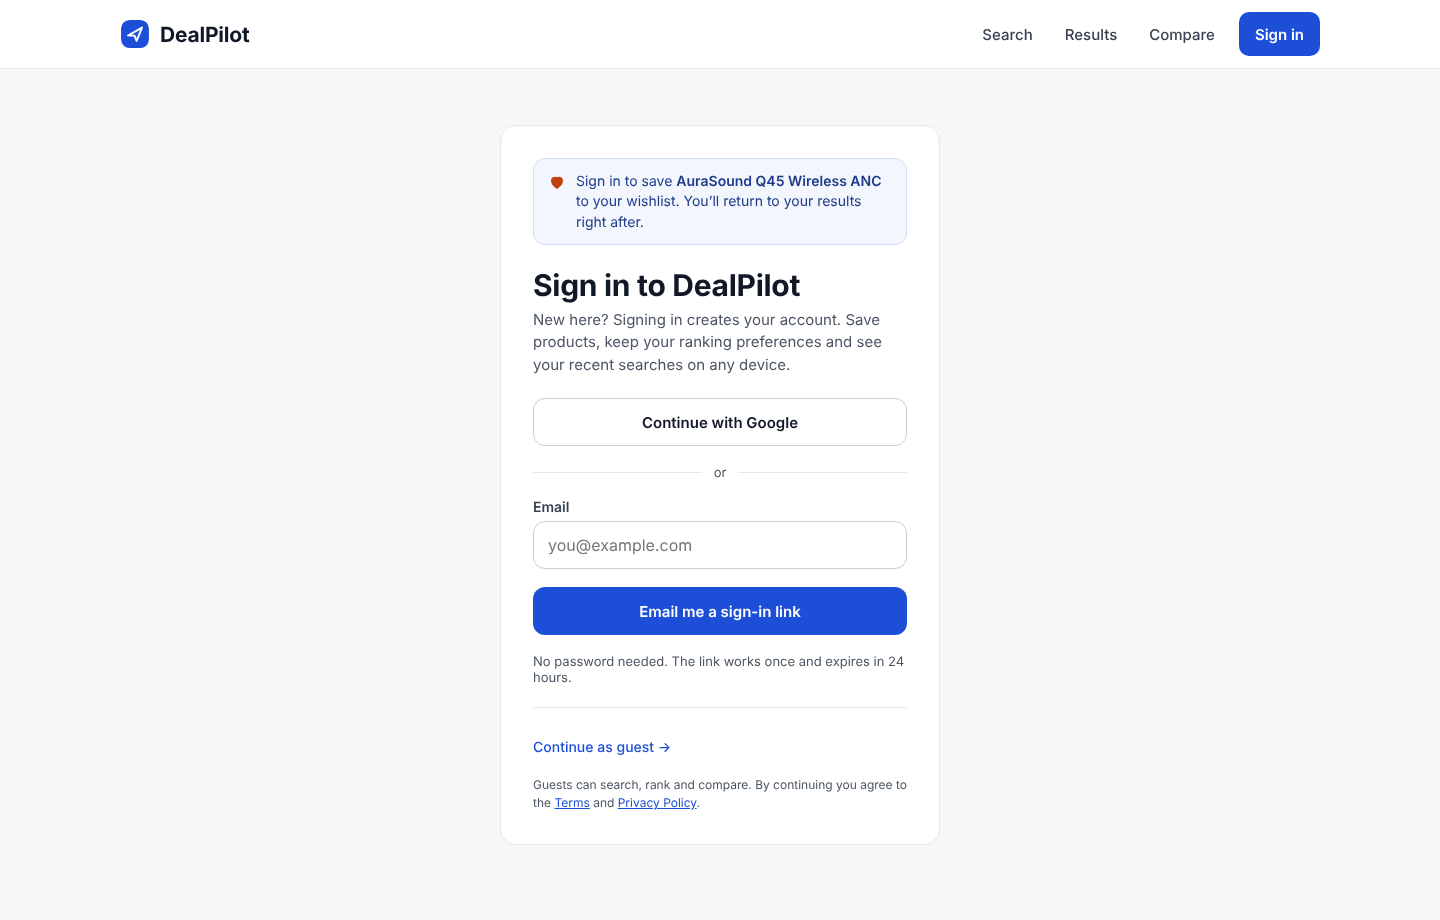 DealPilot
Search
Results
Compare
Sign in
Sign in to save AuraSound Q45 Wireless ANC
to your wishlist. You’ll return to your results
right after.
Sign in to DealPilot
New here? Signing in creates your account. Save
products, keep your ranking preferences and see
your recent searches on any device.
Continue with Google
or
Email
you@example.com
Email me a sign-in link
No password needed. The link works once and expires in 24
hours.
Continue as guest →
Guests can search, rank and compare. By continuing you agree to
the Terms and Privacy Policy.